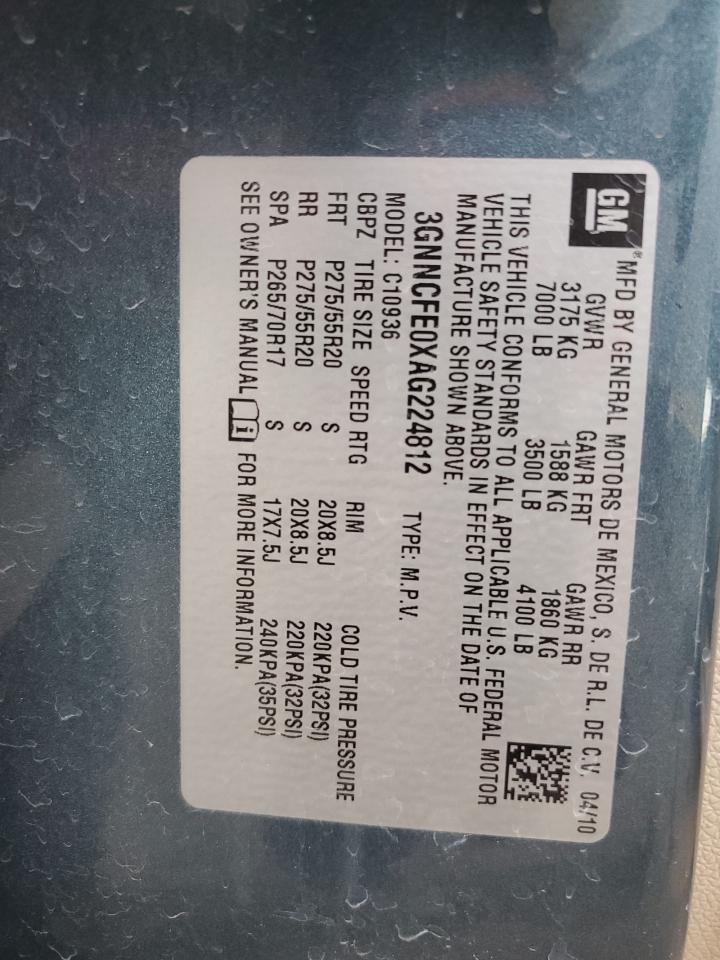 GM
MFD BY GENERAL MOTORS DE MEXICO, S. DE R.L. DE C.V. 04/10
GVWR GAWR FRT GAWR RR
3175 KG 1588 KG 1860 KG
7000 LB 3500 LB 4100 LB
THIS VEHICLE CONFORMS TO ALL APPLICABLE U.S. FEDERAL MOTOR
VEHICLE SAFETY STANDARDS IN EFFECT ON THE DATE OF
MANUFACTURE SHOWN ABOVE.
3GNNCFE0XAG224812 TYPE: M.P.V.
MODEL: C10936
CBPZ TIRE SIZE SPEED RTG RIM COLD TIRE PRESSURE
FRT P275/55R20 S 20X8.5J 220KPA(32PSI)
RR P275/55R20 S 20X8.5J 220KPA(32PSI)
SPA P265/70R17 S 17X7.5J 240KPA(35PSI)
SEE OWNER'S MANUAL i FOR MORE INFORMATION.